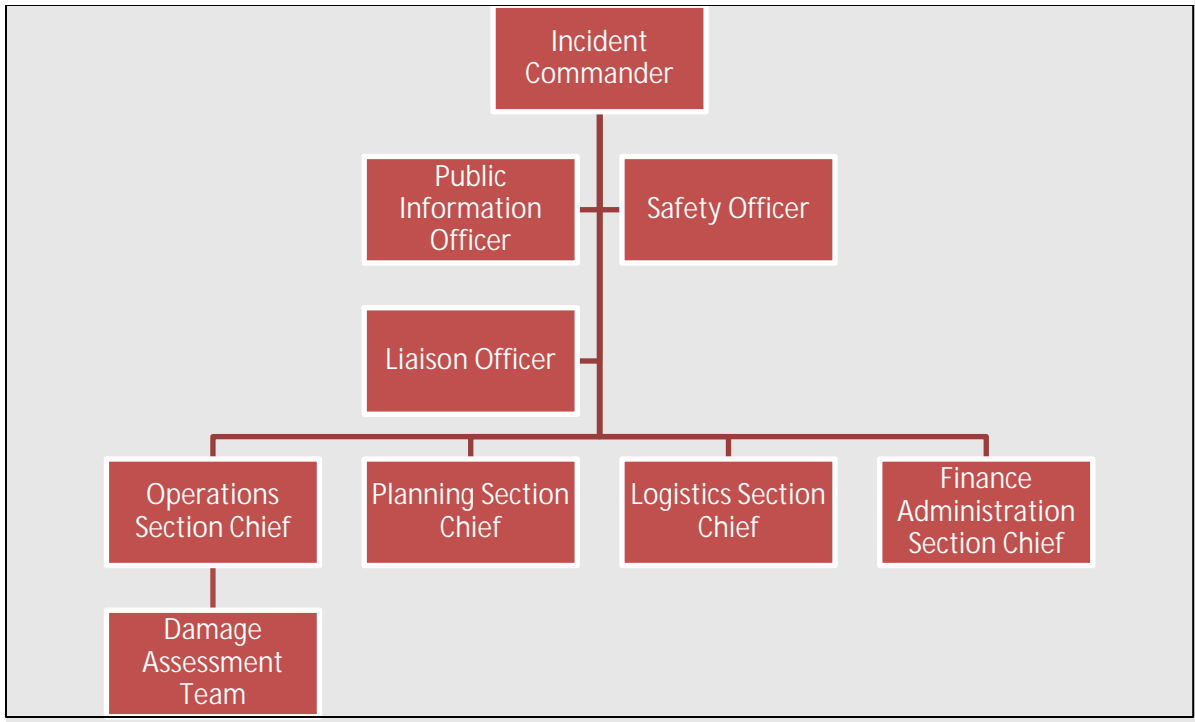 Incident
Commander
Public
Information
Officer
Safety Officer
Liaison Officer
Operations
Section Chief
Planning Section
Chief
Logistics Section
Chief
Finance
Administration
Section Chief
Damage
Assessment
Team